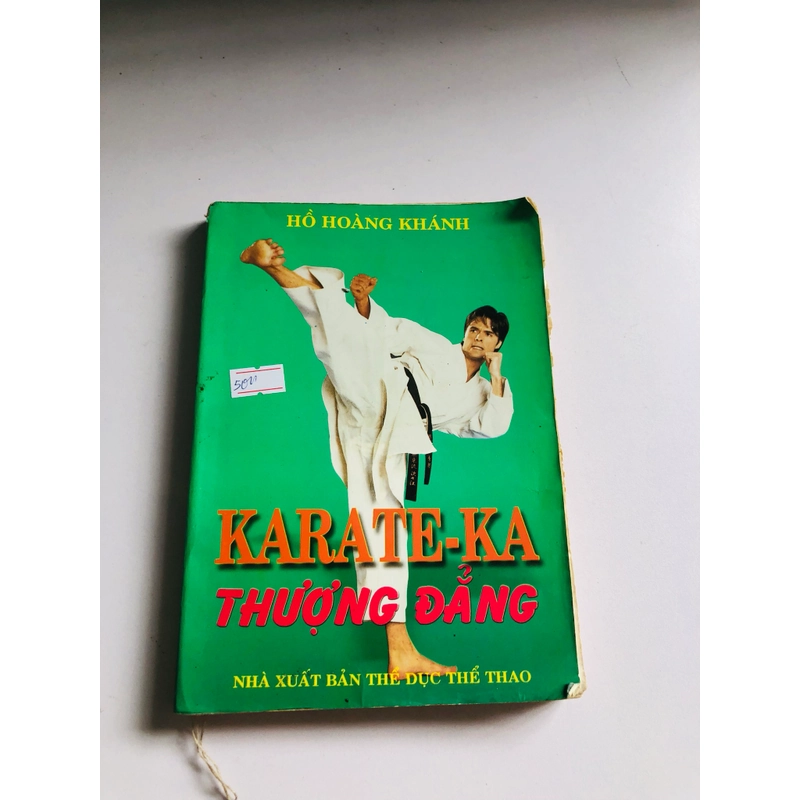 HỒ HOÀNG KHÁNH
KARATE-KA
THƯỢNG ĐẲNG
NHÀ XUẤT BẢN THỂ DỤC THỂ THAO